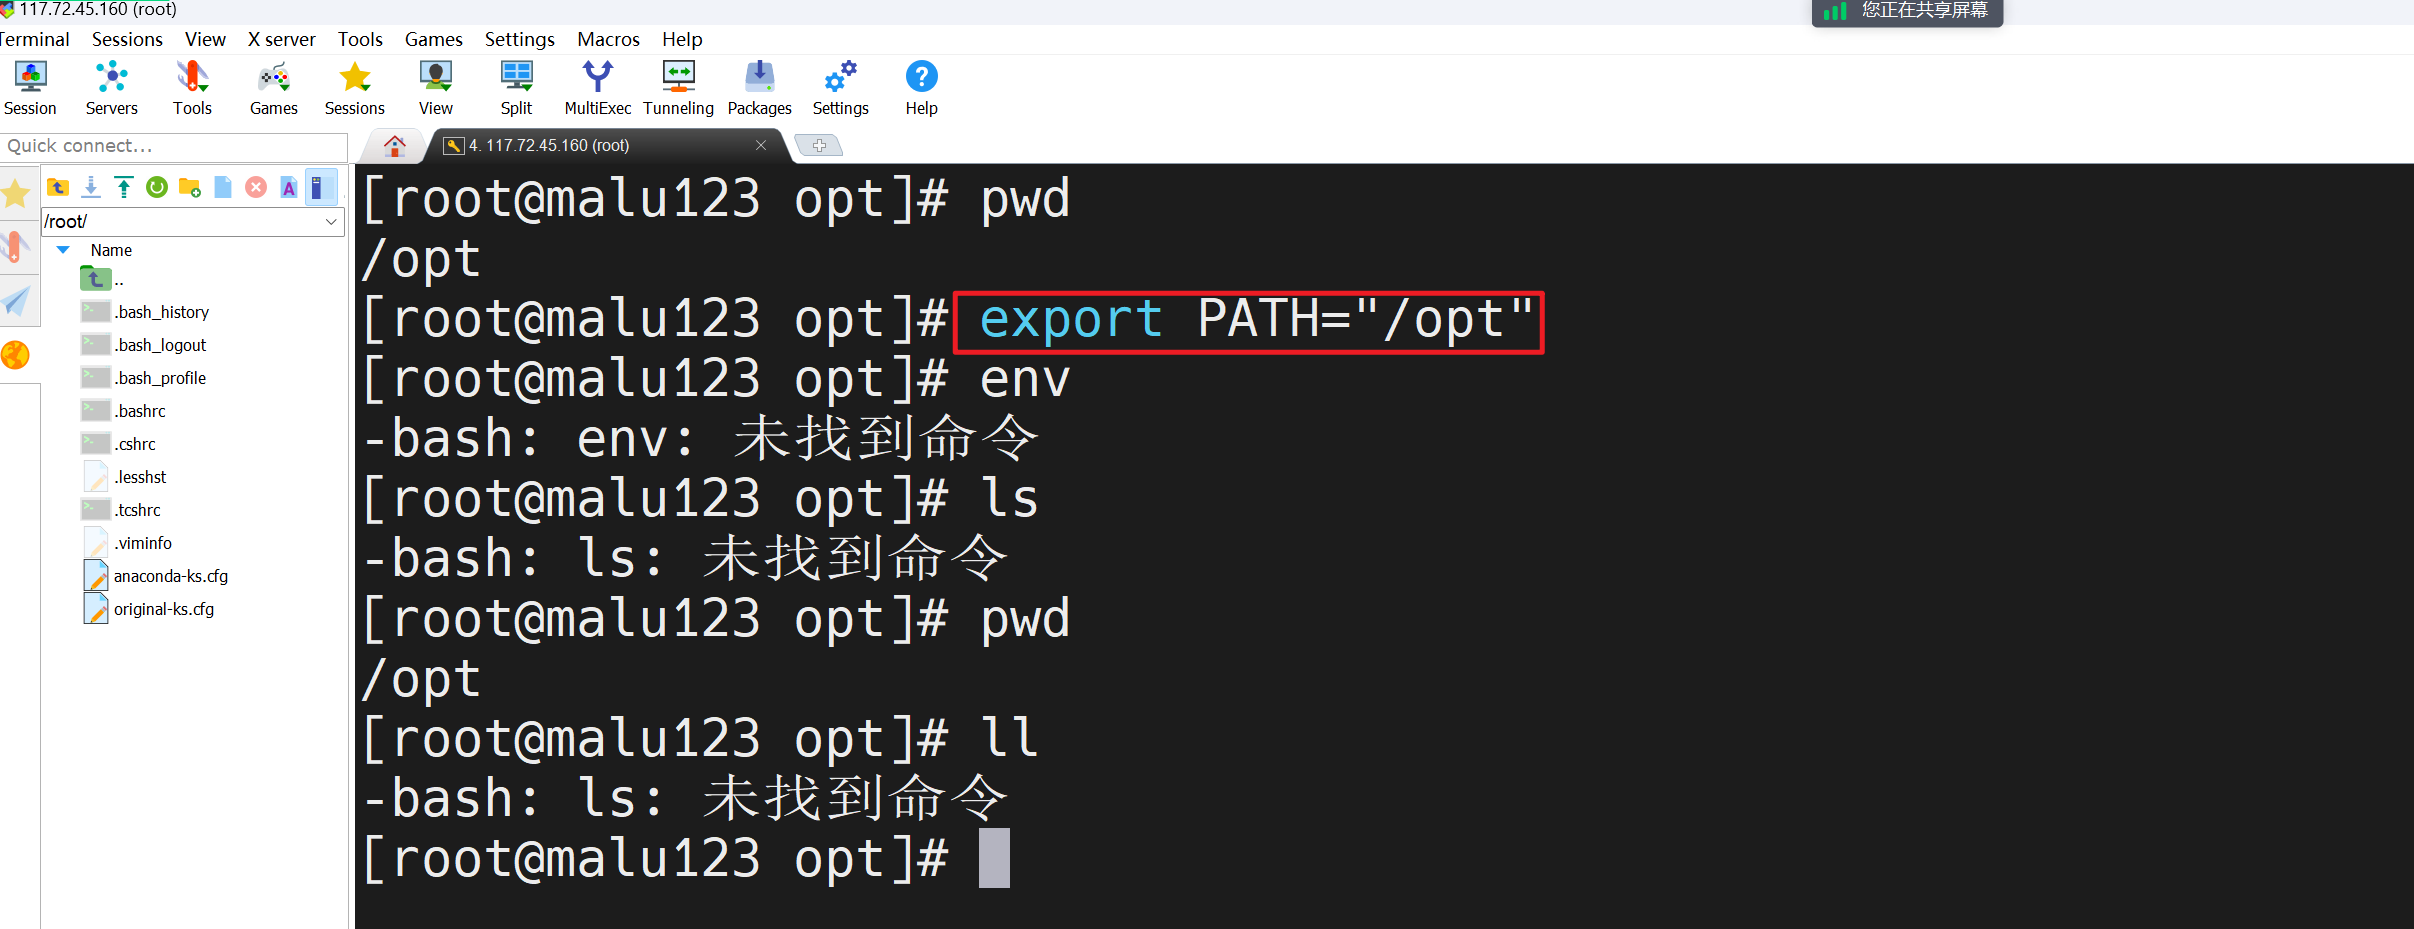 117.72.45.160 (root)
您正在共享屏幕
Terminal Sessions View X server Tools Games Settings Macros Help
Session Servers Tools Games Sessions View Split MultiExec Tunneling Packages Settings Help
Quick connect...
4. 117.72.45.160 (root)
/root/
Name
..
.bash_history
.bash_logout
.bash_profile
.bashrc
.cshrc
.lesshst
.tcshrc
.viminfo
anaconda-ks.cfg
original-ks.cfg
[root@malu123 opt]# pwd
/opt
[root@malu123 opt]# export PATH="/opt"
[root@malu123 opt]# env
-bash: env: 未找到命令
[root@malu123 opt]# ls
-bash: ls: 未找到命令
[root@malu123 opt]# pwd
/opt
[root@malu123 opt]# ll
-bash: ls: 未找到命令
[root@malu123 opt]#